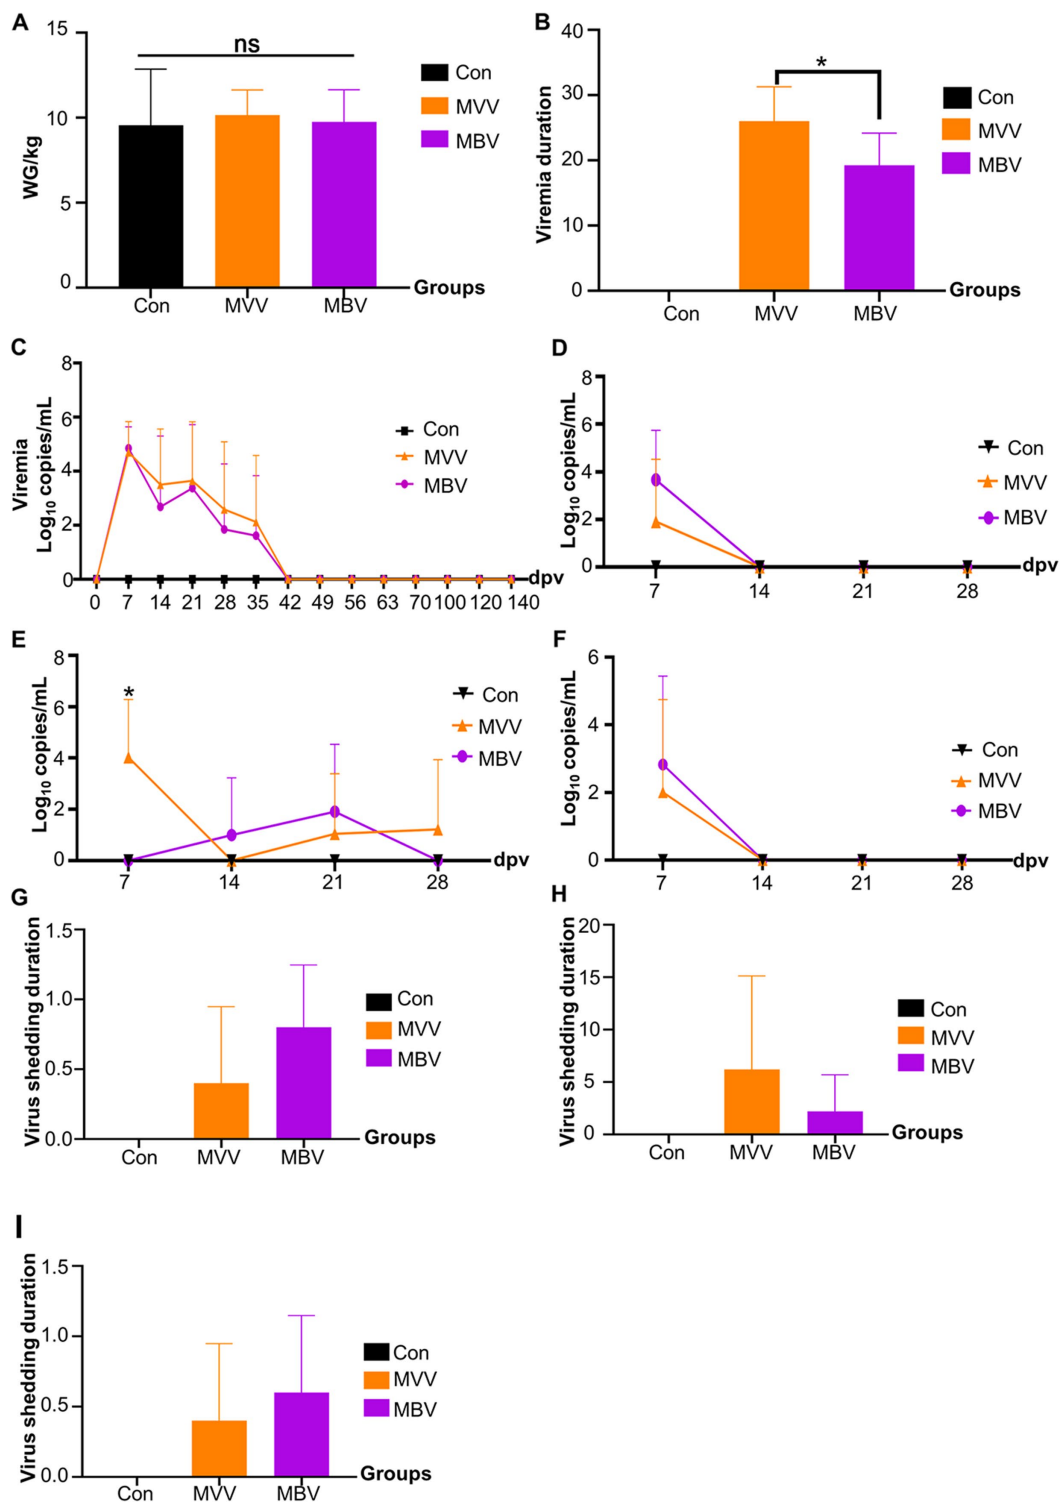 A
15
10
5
0
WG/kg
ns
Con
MVV
MBV
Con
MVV
MBV
Groups
B
40
30
20
10
0
Viremia duration
*
Con
MVV
MBV
Con
MVV
MBV
Groups
C
8
6
4
2
0
Viremia
Log10 copies/mL
Con
MVV
MBV
dpv
0 7 14 21 28 35 42 49 56 63 70 100 120 140
D
8
6
4
2
0
Log10 copies/mL
Con
MVV
MBV
dpv
7 14 21 28
E
8
6
4
2
0
Log10 copies/mL
*
Con
MVV
MBV
dpv
7 14 21 28
F
6
4
2
0
Log10 copies/mL
Con
MVV
MBV
dpv
7 14 21 28
G
1.5
1.0
0.5
0.0
Virus shedding duration
Con
MVV
MBV
Groups
Con MVV MBV
H
20
15
10
5
0
Virus shedding duration
Con
MVV
MBV
Groups
Con MVV MBV
I
1.5
1.0
0.5
0.0
Virus shedding duration
Con
MVV
MBV
Groups
Con MVV MBV